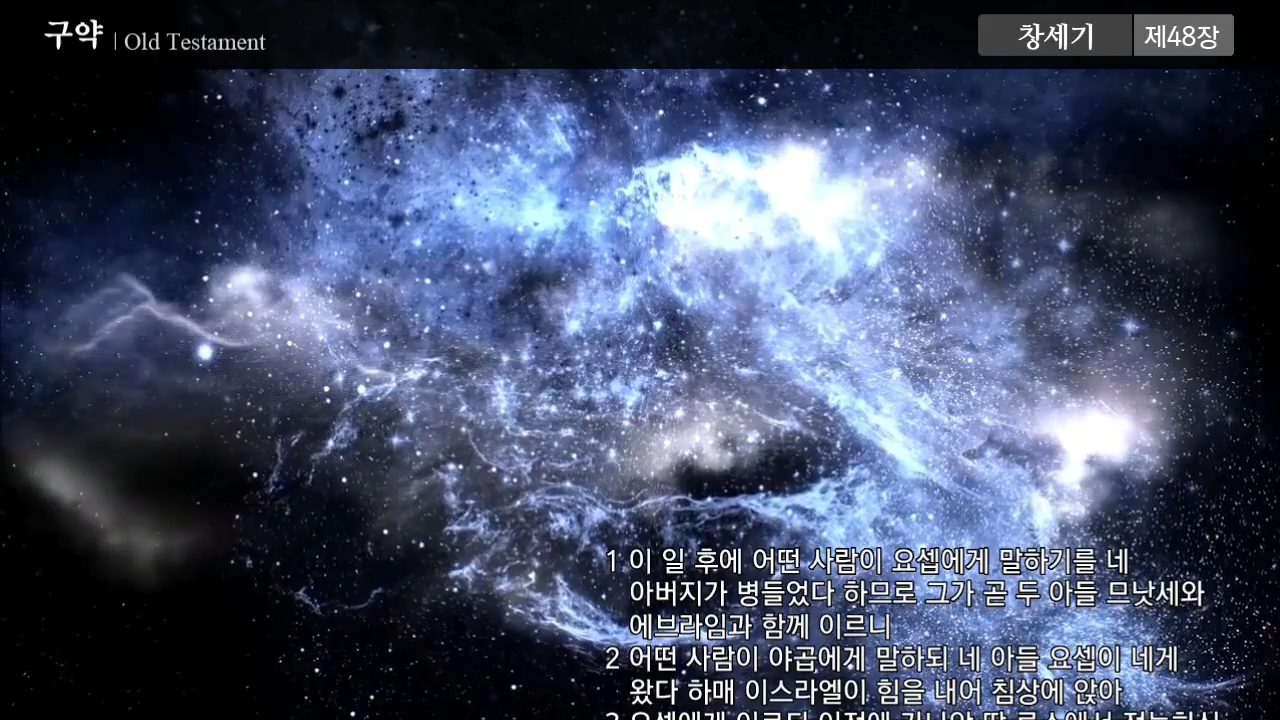 구약 | Old Testament
창세기 제48장
1 이 일 후에 어떤 사람이 요셉에게 말하기를 네
아버지가 병들었다 하므로 그가 곧 두 아들 므낫세와
에브라임과 함께 이르니
2 어떤 사람이 야곱에게 말하되 네 아들 요셉이 네게
왔다 하매 이스라엘이 힘을 내어 침상에 앉아